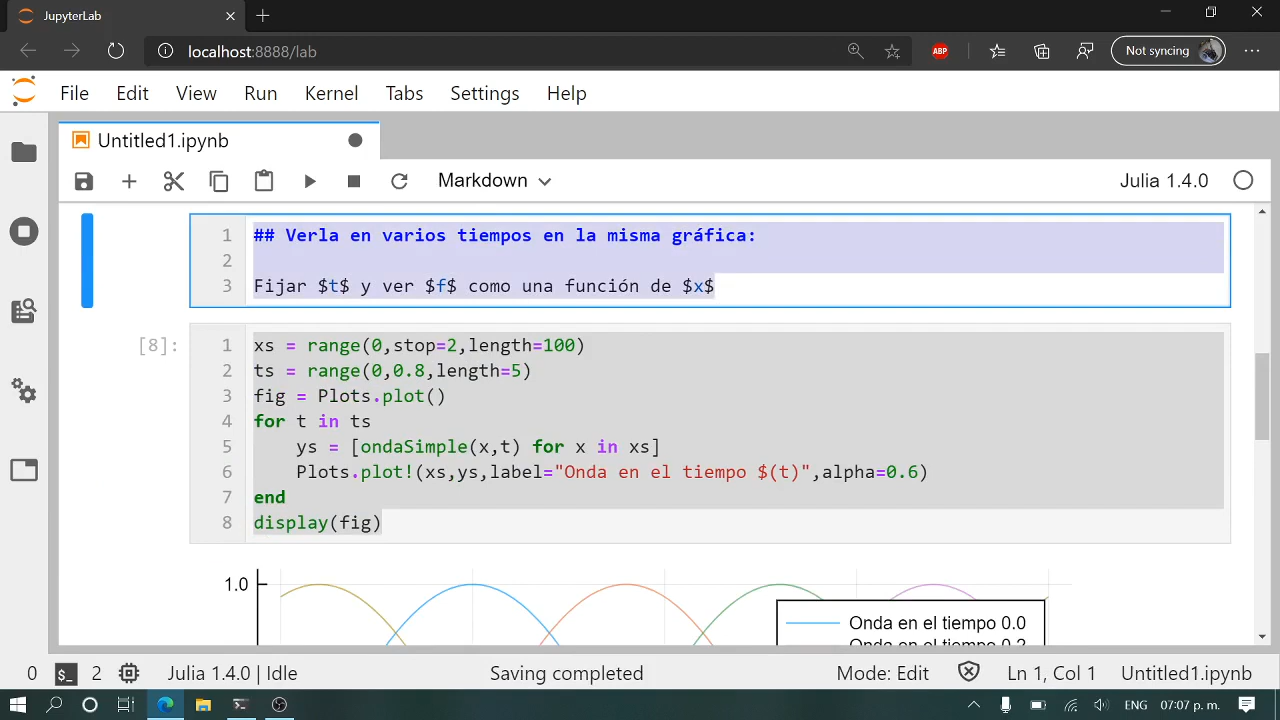 JupyterLab
localhost:8888/lab
ABP
Not syncing
File Edit View Run Kernel Tabs Settings Help
Untitled1.ipynb
Markdown
Julia 1.4.0
1 ## Verla en varios tiempos en la misma gráfica:
2
3 Fijar $t$ y ver $f$ como una función de $x$
[8]:
1 xs = range(0,stop=2,length=100)
2 ts = range(0,0.8,length=5)
3 fig = Plots.plot()
4 for t in ts
5     ys = [ondaSimple(x,t) for x in xs]
6     Plots.plot!(xs,ys,label="Onda en el tiempo $(t)",alpha=0.6)
7 end
8 display(fig)
1.0
Onda en el tiempo 0.0
Onda en el tiempo 0.2
0 $_ 2 Julia 1.4.0 | Idle Saving completed Mode: Edit Ln 1, Col 1 Untitled1.ipynb
ENG 07:07 p. m.